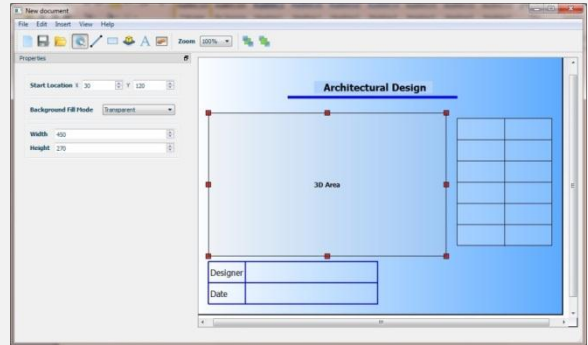 New document
File Edit Insert View Help
A Zoom 100%
Properties
Start Location X 30 Y 120
Background Fill Mode Transparent
Width 450
Height 270
Architectural Design
3D Area
Designer
Date